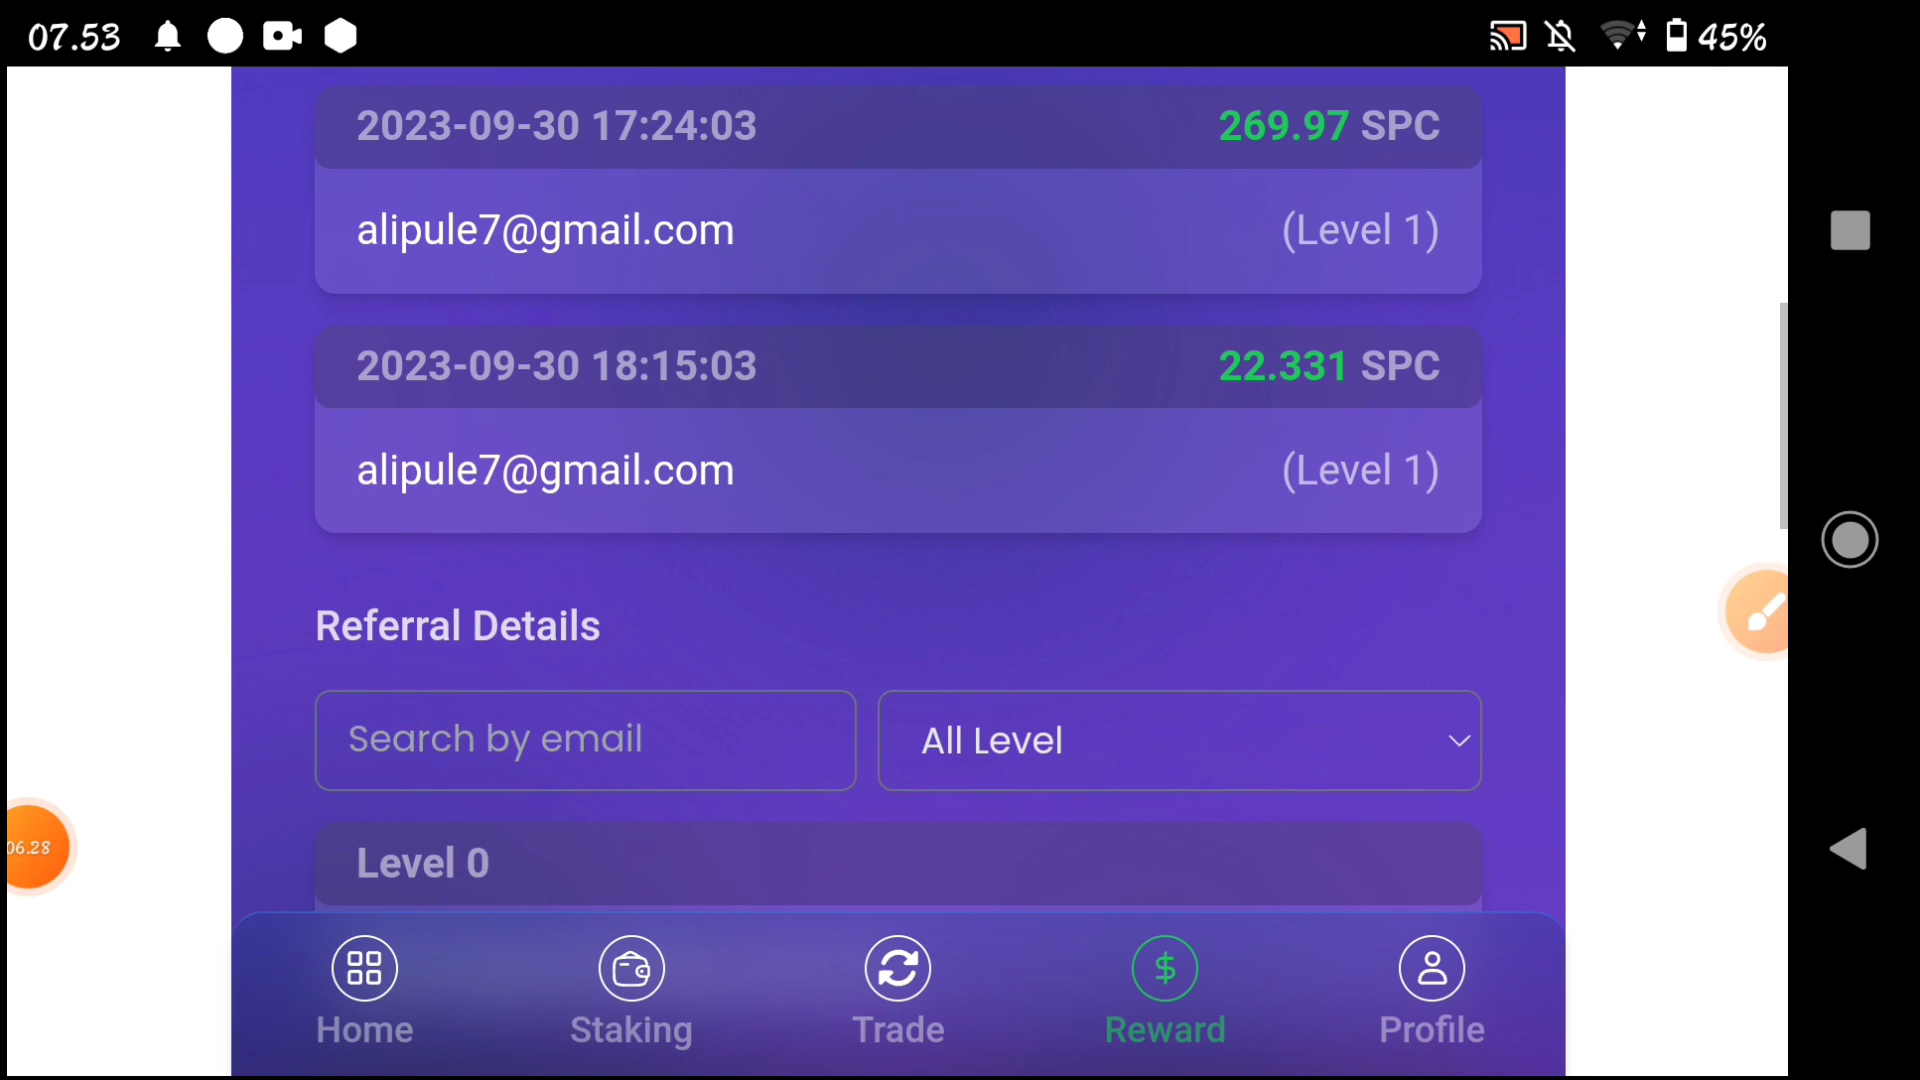 07.53
45%
2023-09-30 17:24:03 269.97 SPC
alipule7@gmail.com (Level 1)
2023-09-30 18:15:03 22.331 SPC
alipule7@gmail.com (Level 1)
Referral Details
Search by email All Level
06.28
Level 0
Home Staking Trade Reward Profile